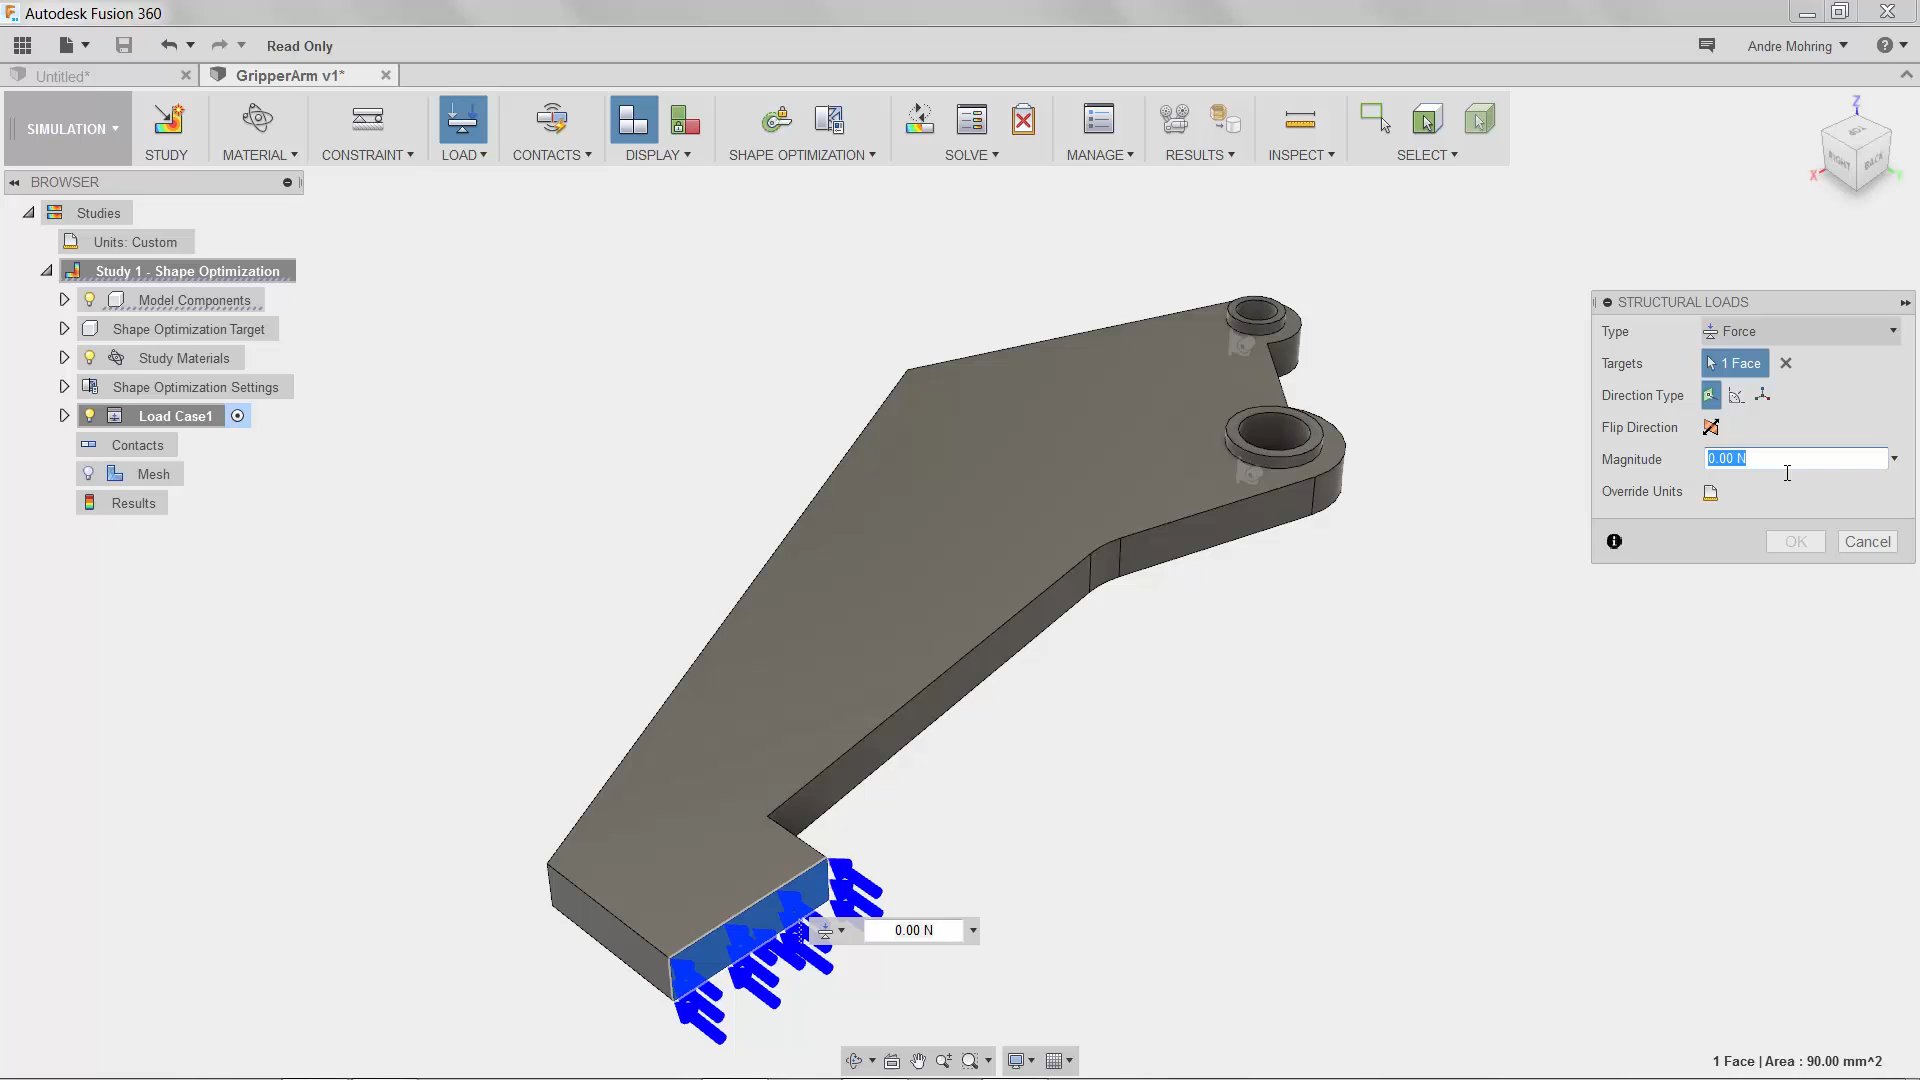 Autodesk Fusion 360
Read Only
Andre Mohring
Untitled*
GripperArm v1*
SIMULATION
STUDY
MATERIAL
CONSTRAINT
LOAD
CONTACTS
DISPLAY
SHAPE OPTIMIZATION
SOLVE
MANAGE
RESULTS
INSPECT
SELECT
Z
RIGHT
BACK
X
BROWSER
Studies
Units: Custom
Study 1 - Shape Optimization
Model Components
Shape Optimization Target
Study Materials
Shape Optimization Settings
Load Case1
Contacts
Mesh
Results
STRUCTURAL LOADS
Type
Force
Targets
1 Face
Direction Type
Flip Direction
Magnitude
0.00 N
Override Units
OK
Cancel
0.00 N
1 Face | Area : 90.00 mm^2